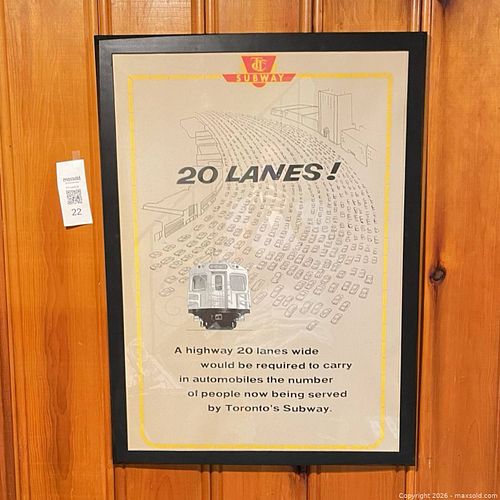 TTC
SUBWAY
20 LANES!
A highway 20 lanes wide
would be required to carry
in automobiles the number
of people now being served
by Toronto's Subway.
maxsold
22
Copyright 2026 - maxsold.com